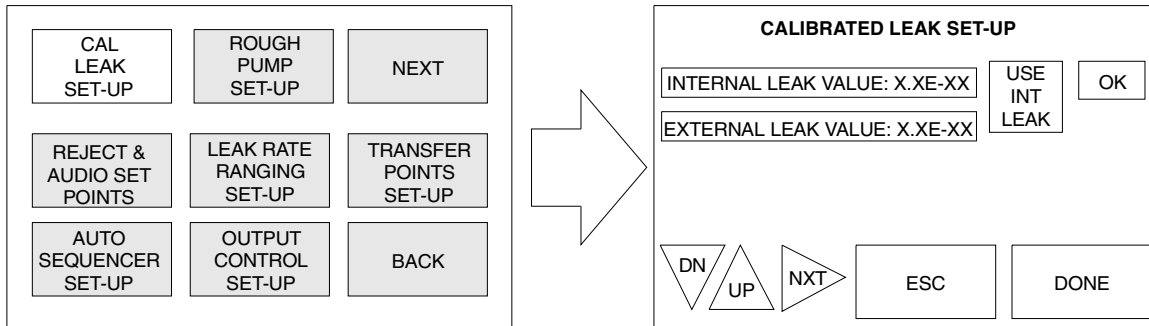 CAL
LEAK
SET-UP
ROUGH
PUMP
SET-UP
NEXT
REJECT &
AUDIO SET
POINTS
LEAK RATE
RANGING
SET-UP
TRANSFER
POINTS
SET-UP
AUTO
SEQUENCER
SET-UP
OUTPUT
CONTROL
SET-UP
BACK
CALIBRATED LEAK SET-UP
INTERNAL LEAK VALUE: X.XE-XX
USE
INT
LEAK
OK
EXTERNAL LEAK VALUE: X.XE-XX
DN
UP
NXT
ESC
DONE